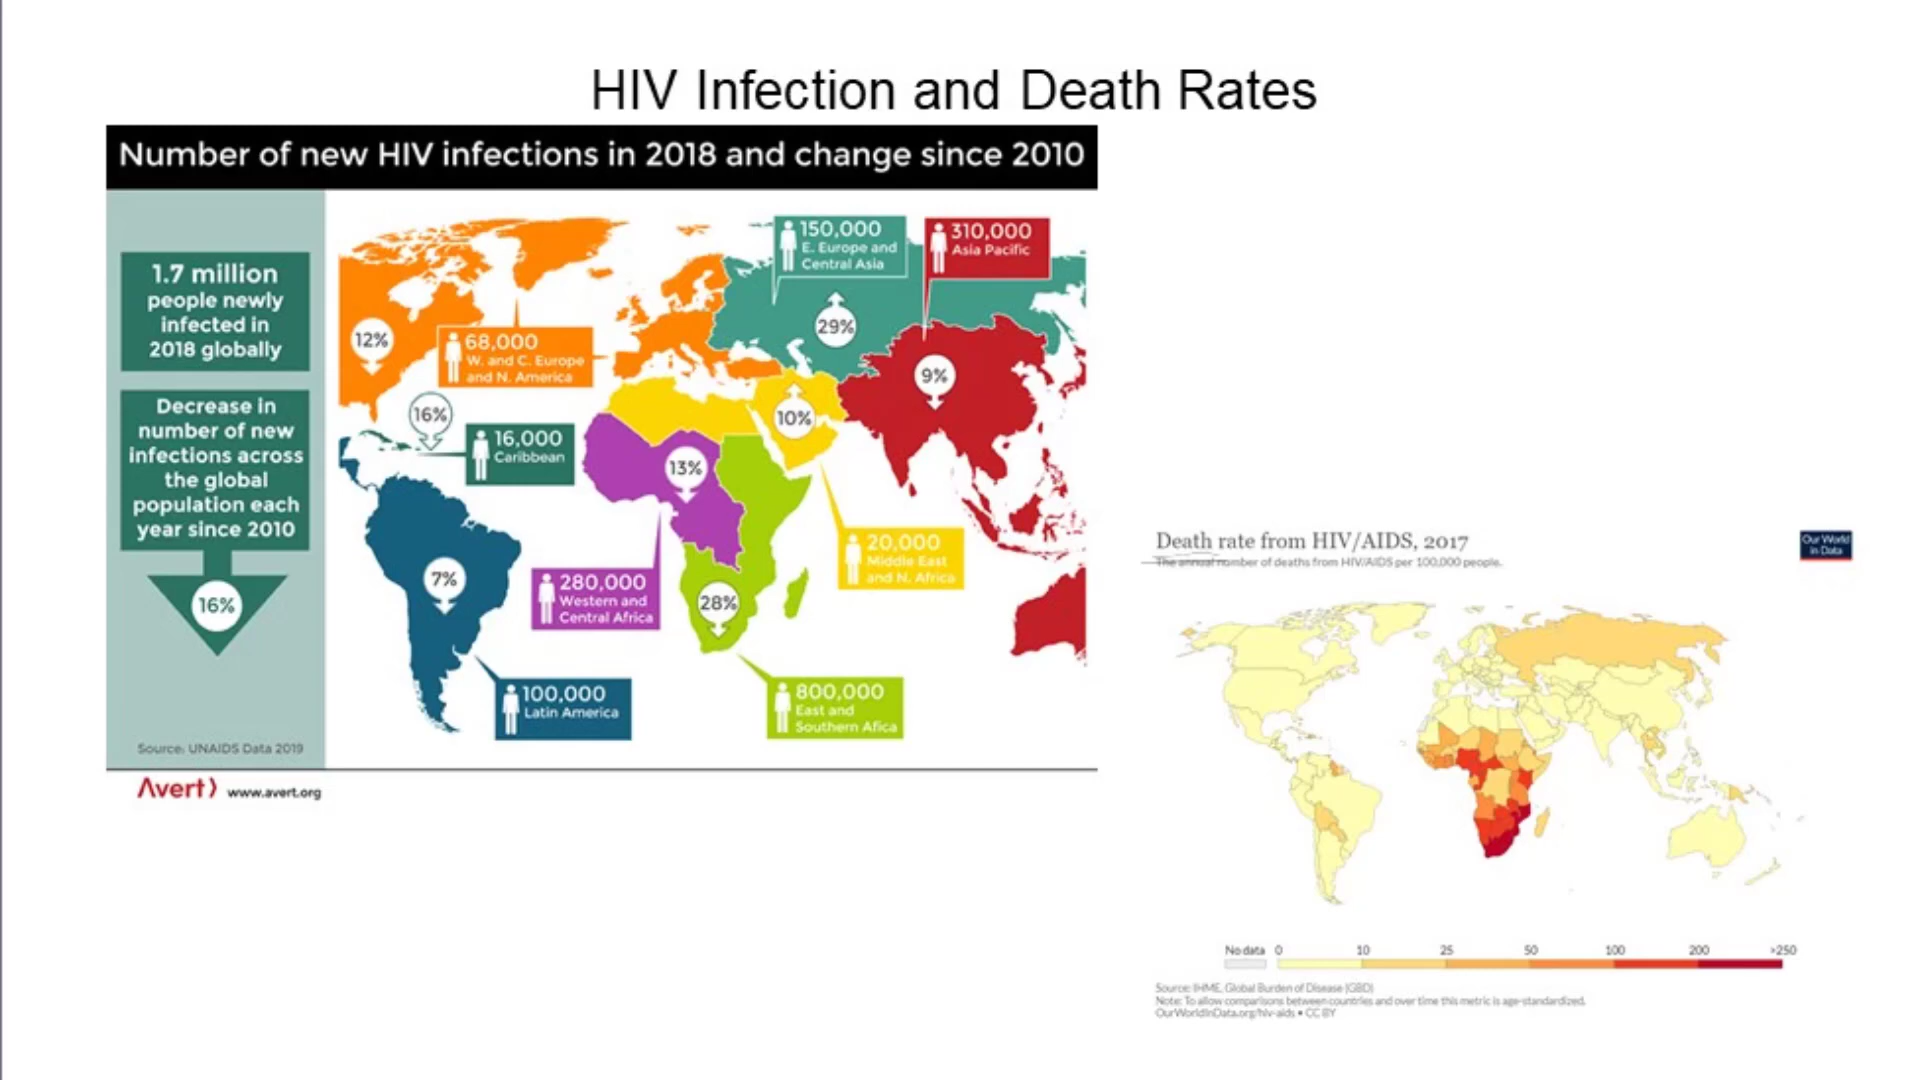 HIV Infection and Death Rates
Number of new HIV infections in 2018 and change since 2010
1.7 million
people newly
infected in
2018 globally
Decrease in
number of new
infections across
the global
population each
year since 2010
16%
Source: UNAIDS Data 2019
12%
68,000
W. and C. Europe
and N. America
16%
16,000
Caribbean
150,000
E. Europe and
Central Asia
29%
310,000
Asia Pacific
9%
10%
13%
20,000
Middle East
and N. Africa
7%
280,000
Western and
Central Africa
28%
100,000
Latin America
800,000
East and
Southern Afica
Avert) www.avert.org
Death rate from HIV/AIDS, 2017
The annual number of deaths from HIV/AIDS per 100,000 people.
Our World
in Data
No data 0 10 25 50 100 200 >250
Source: IHME, Global Burden of Disease (GBD)
Note: To allow comparisons between countries and over time this metric is age-standardized.
OurWorldInData.org/hiv-aids • CC BY